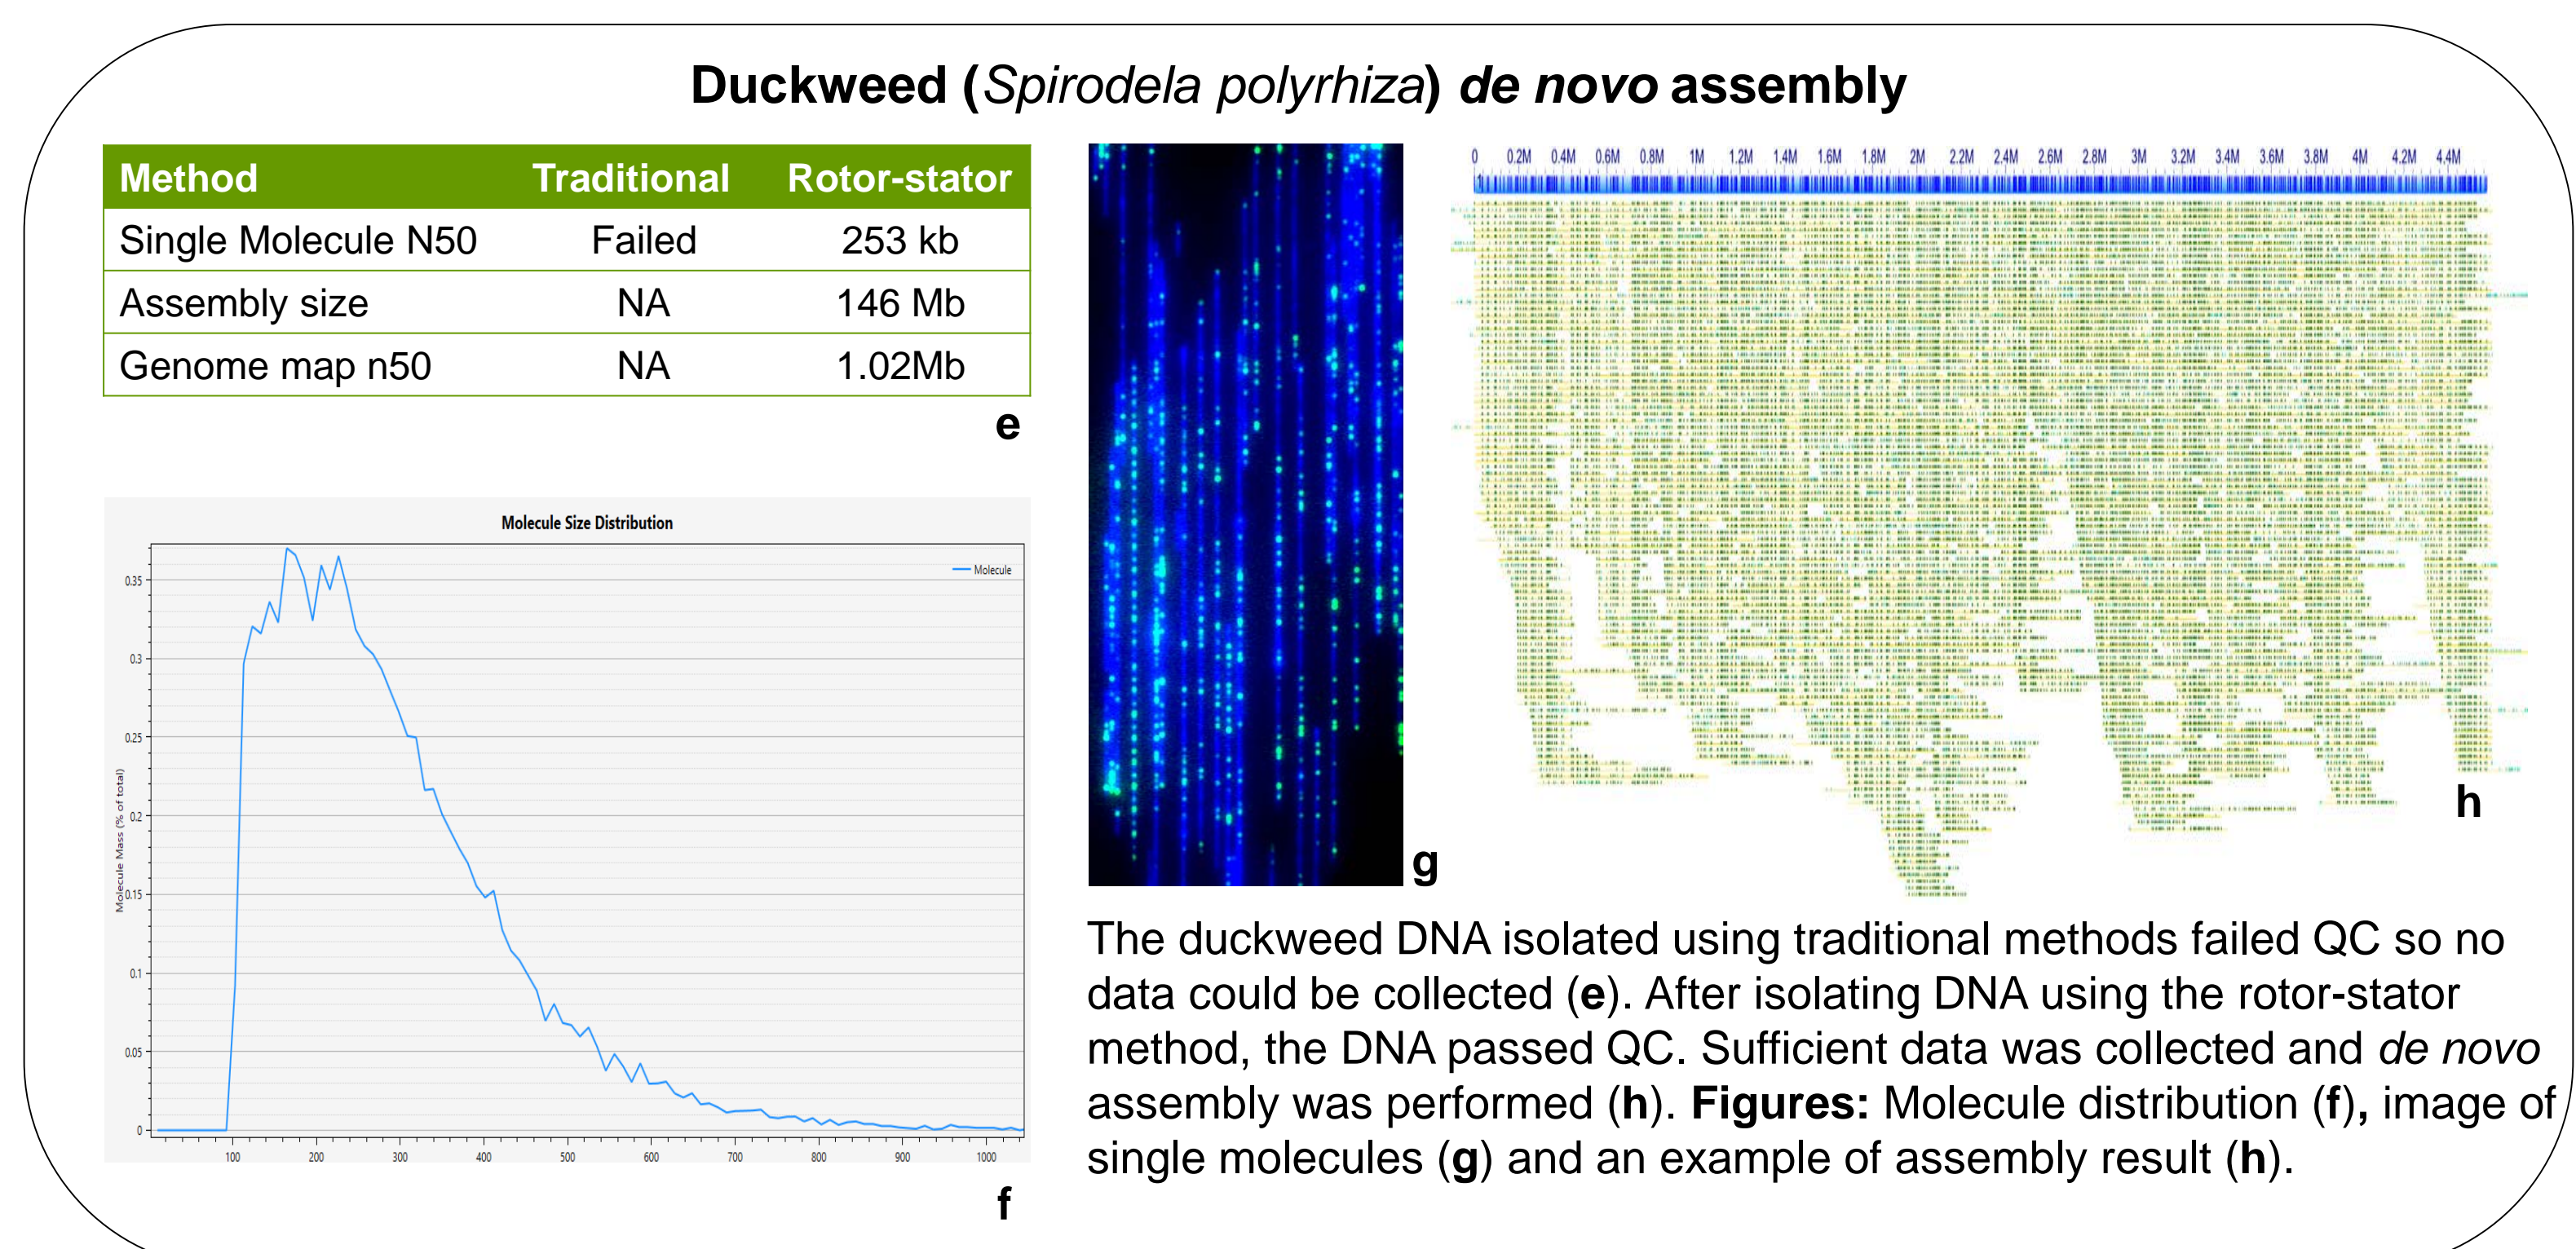 Duckweed (Spirodela polyrhiza) de novo assembly
Method Traditional Rotor-stator
Single Molecule N50 Failed 253 kb
Assembly size NA 146 Mb
Genome map n50 NA 1.02Mb
e
Molecule Size Distribution
Molecule
Molecule Mass (% of total)
0.35
0.3
0.25
0.2
0.15
0.1
0.05
0
100 200 300 400 500 600 700 800 900 1000
f
g
0 0.2M 0.4M 0.6M 0.8M 1M 1.2M 1.4M 1.6M 1.8M 2M 2.2M 2.4M 2.6M 2.8M 3M 3.2M 3.4M 3.6M 3.8M 4M 4.2M 4.4M
h
The duckweed DNA isolated using traditional methods failed QC so no
data could be collected (e). After isolating DNA using the rotor-stator
method, the DNA passed QC. Sufficient data was collected and de novo
assembly was performed (h). Figures: Molecule distribution (f), image of
single molecules (g) and an example of assembly result (h).